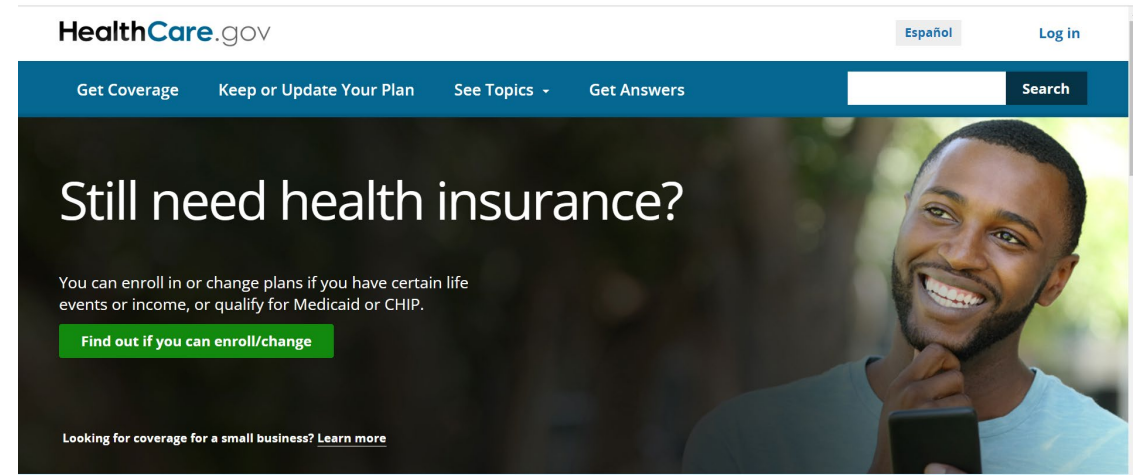 HealthCare.gov
Español
Log in
Get Coverage
Keep or Update Your Plan
See Topics
Get Answers
Search
Still need health insurance?
You can enroll in or change plans if you have certain life
events or income, or qualify for Medicaid or CHIP.
Find out if you can enroll/change
Looking for coverage for a small business? Learn more